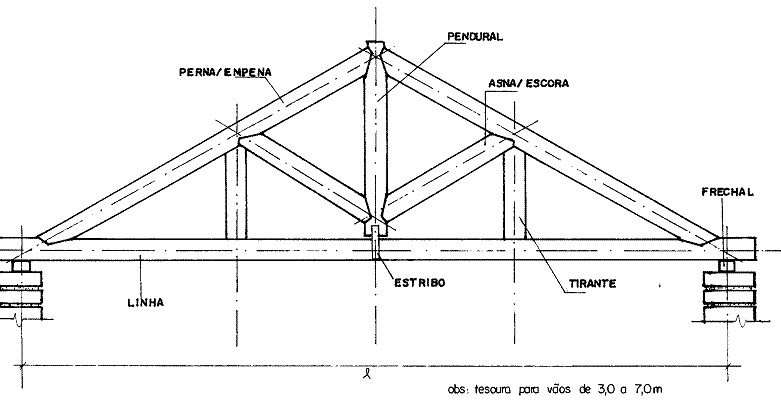 PENDURAL
PERNA/EMPENA
ASNA/ESCORA
FRECHAL
ESTRIBO
TIRANTE
LINHA
ℓ
obs: tesoura para vãos de 3,0 a 7,0m